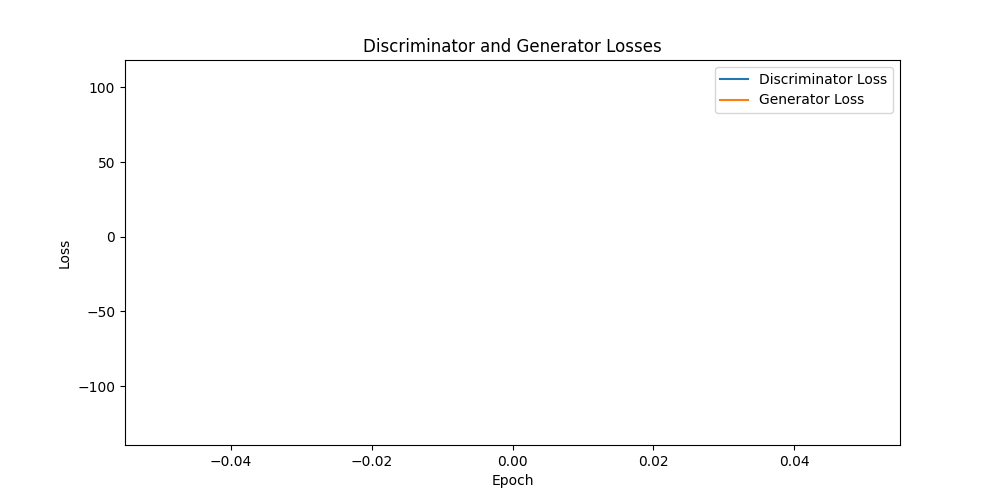 Discriminator and Generator Losses
Discriminator Loss
Generator Loss
100
50
0
−50
−100
Loss
−0.04
−0.02
0.00
0.02
0.04
Epoch